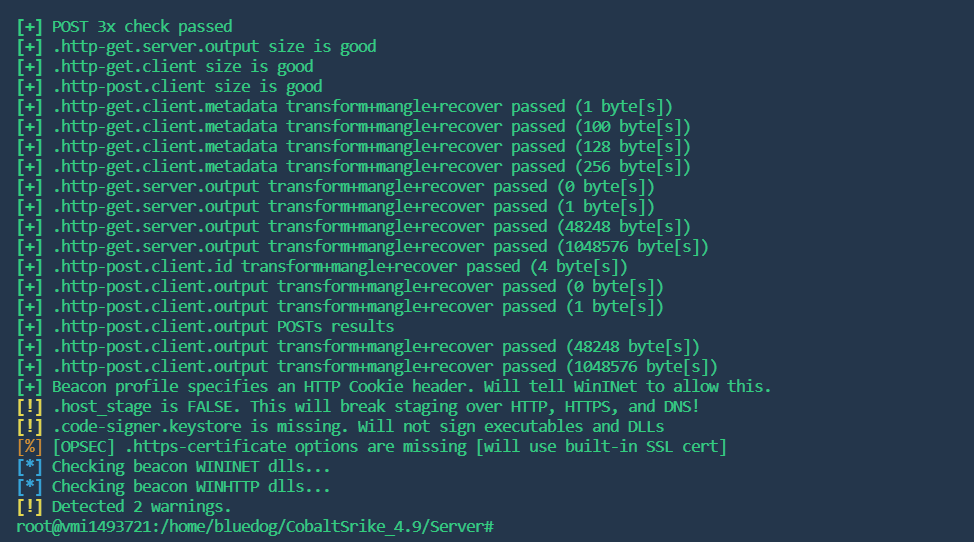 [+] POST 3x check passed
[+] .http-get.server.output size is good
[+] .http-get.client size is good
[+] .http-post.client size is good
[+] .http-get.client.metadata transform+mangle+recover passed (1 byte[s])
[+] .http-get.client.metadata transform+mangle+recover passed (100 byte[s])
[+] .http-get.client.metadata transform+mangle+recover passed (128 byte[s])
[+] .http-get.client.metadata transform+mangle+recover passed (256 byte[s])
[+] .http-get.server.output transform+mangle+recover passed (0 byte[s])
[+] .http-get.server.output transform+mangle+recover passed (1 byte[s])
[+] .http-get.server.output transform+mangle+recover passed (48248 byte[s])
[+] .http-get.server.output transform+mangle+recover passed (1048576 byte[s])
[+] .http-post.client.id transform+mangle+recover passed (4 byte[s])
[+] .http-post.client.output transform+mangle+recover passed (0 byte[s])
[+] .http-post.client.output transform+mangle+recover passed (1 byte[s])
[+] .http-post.client.output POSTs results
[+] .http-post.client.output transform+mangle+recover passed (48248 byte[s])
[+] .http-post.client.output transform+mangle+recover passed (1048576 byte[s])
[+] Beacon profile specifies an HTTP Cookie header. Will tell WinINet to allow this.
[!] .host_stage is FALSE. This will break staging over HTTP, HTTPS, and DNS!
[!] .code-signer.keystore is missing. Will not sign executables and DLLs
[%] [OPSEC] .https-certificate options are missing [will use built-in SSL cert]
[*] Checking beacon WININET dlls...
[*] Checking beacon WINHTTP dlls...
[!] Detected 2 warnings.
root@vmi1493721:/home/bluedog/CobaltSrike_4.9/Server#